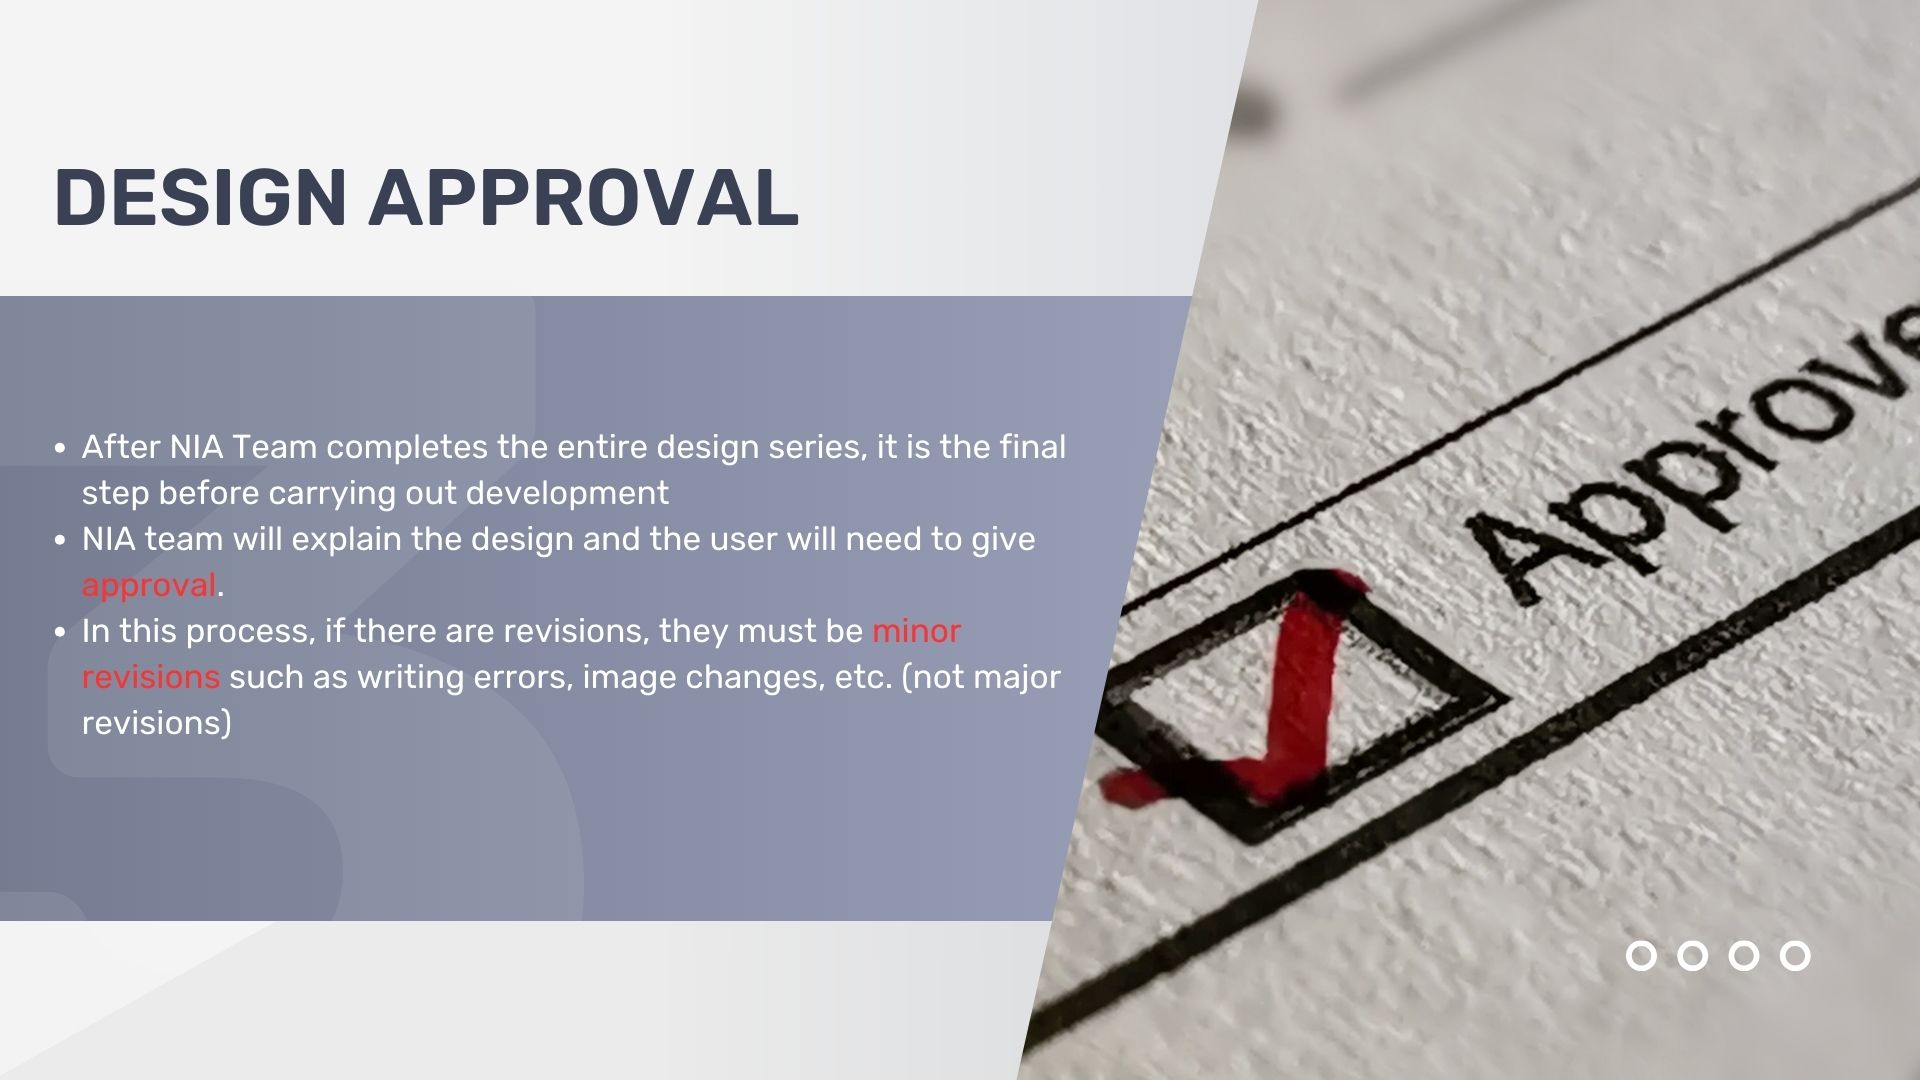 DESIGN APPROVAL
• After NIA Team completes the entire design series, it is the final
step before carrying out development
• NIA team will explain the design and the user will need to give
approval.
• In this process, if there are revisions, they must be minor
revisions such as writing errors, image changes, etc. (not major
revisions)
Approve